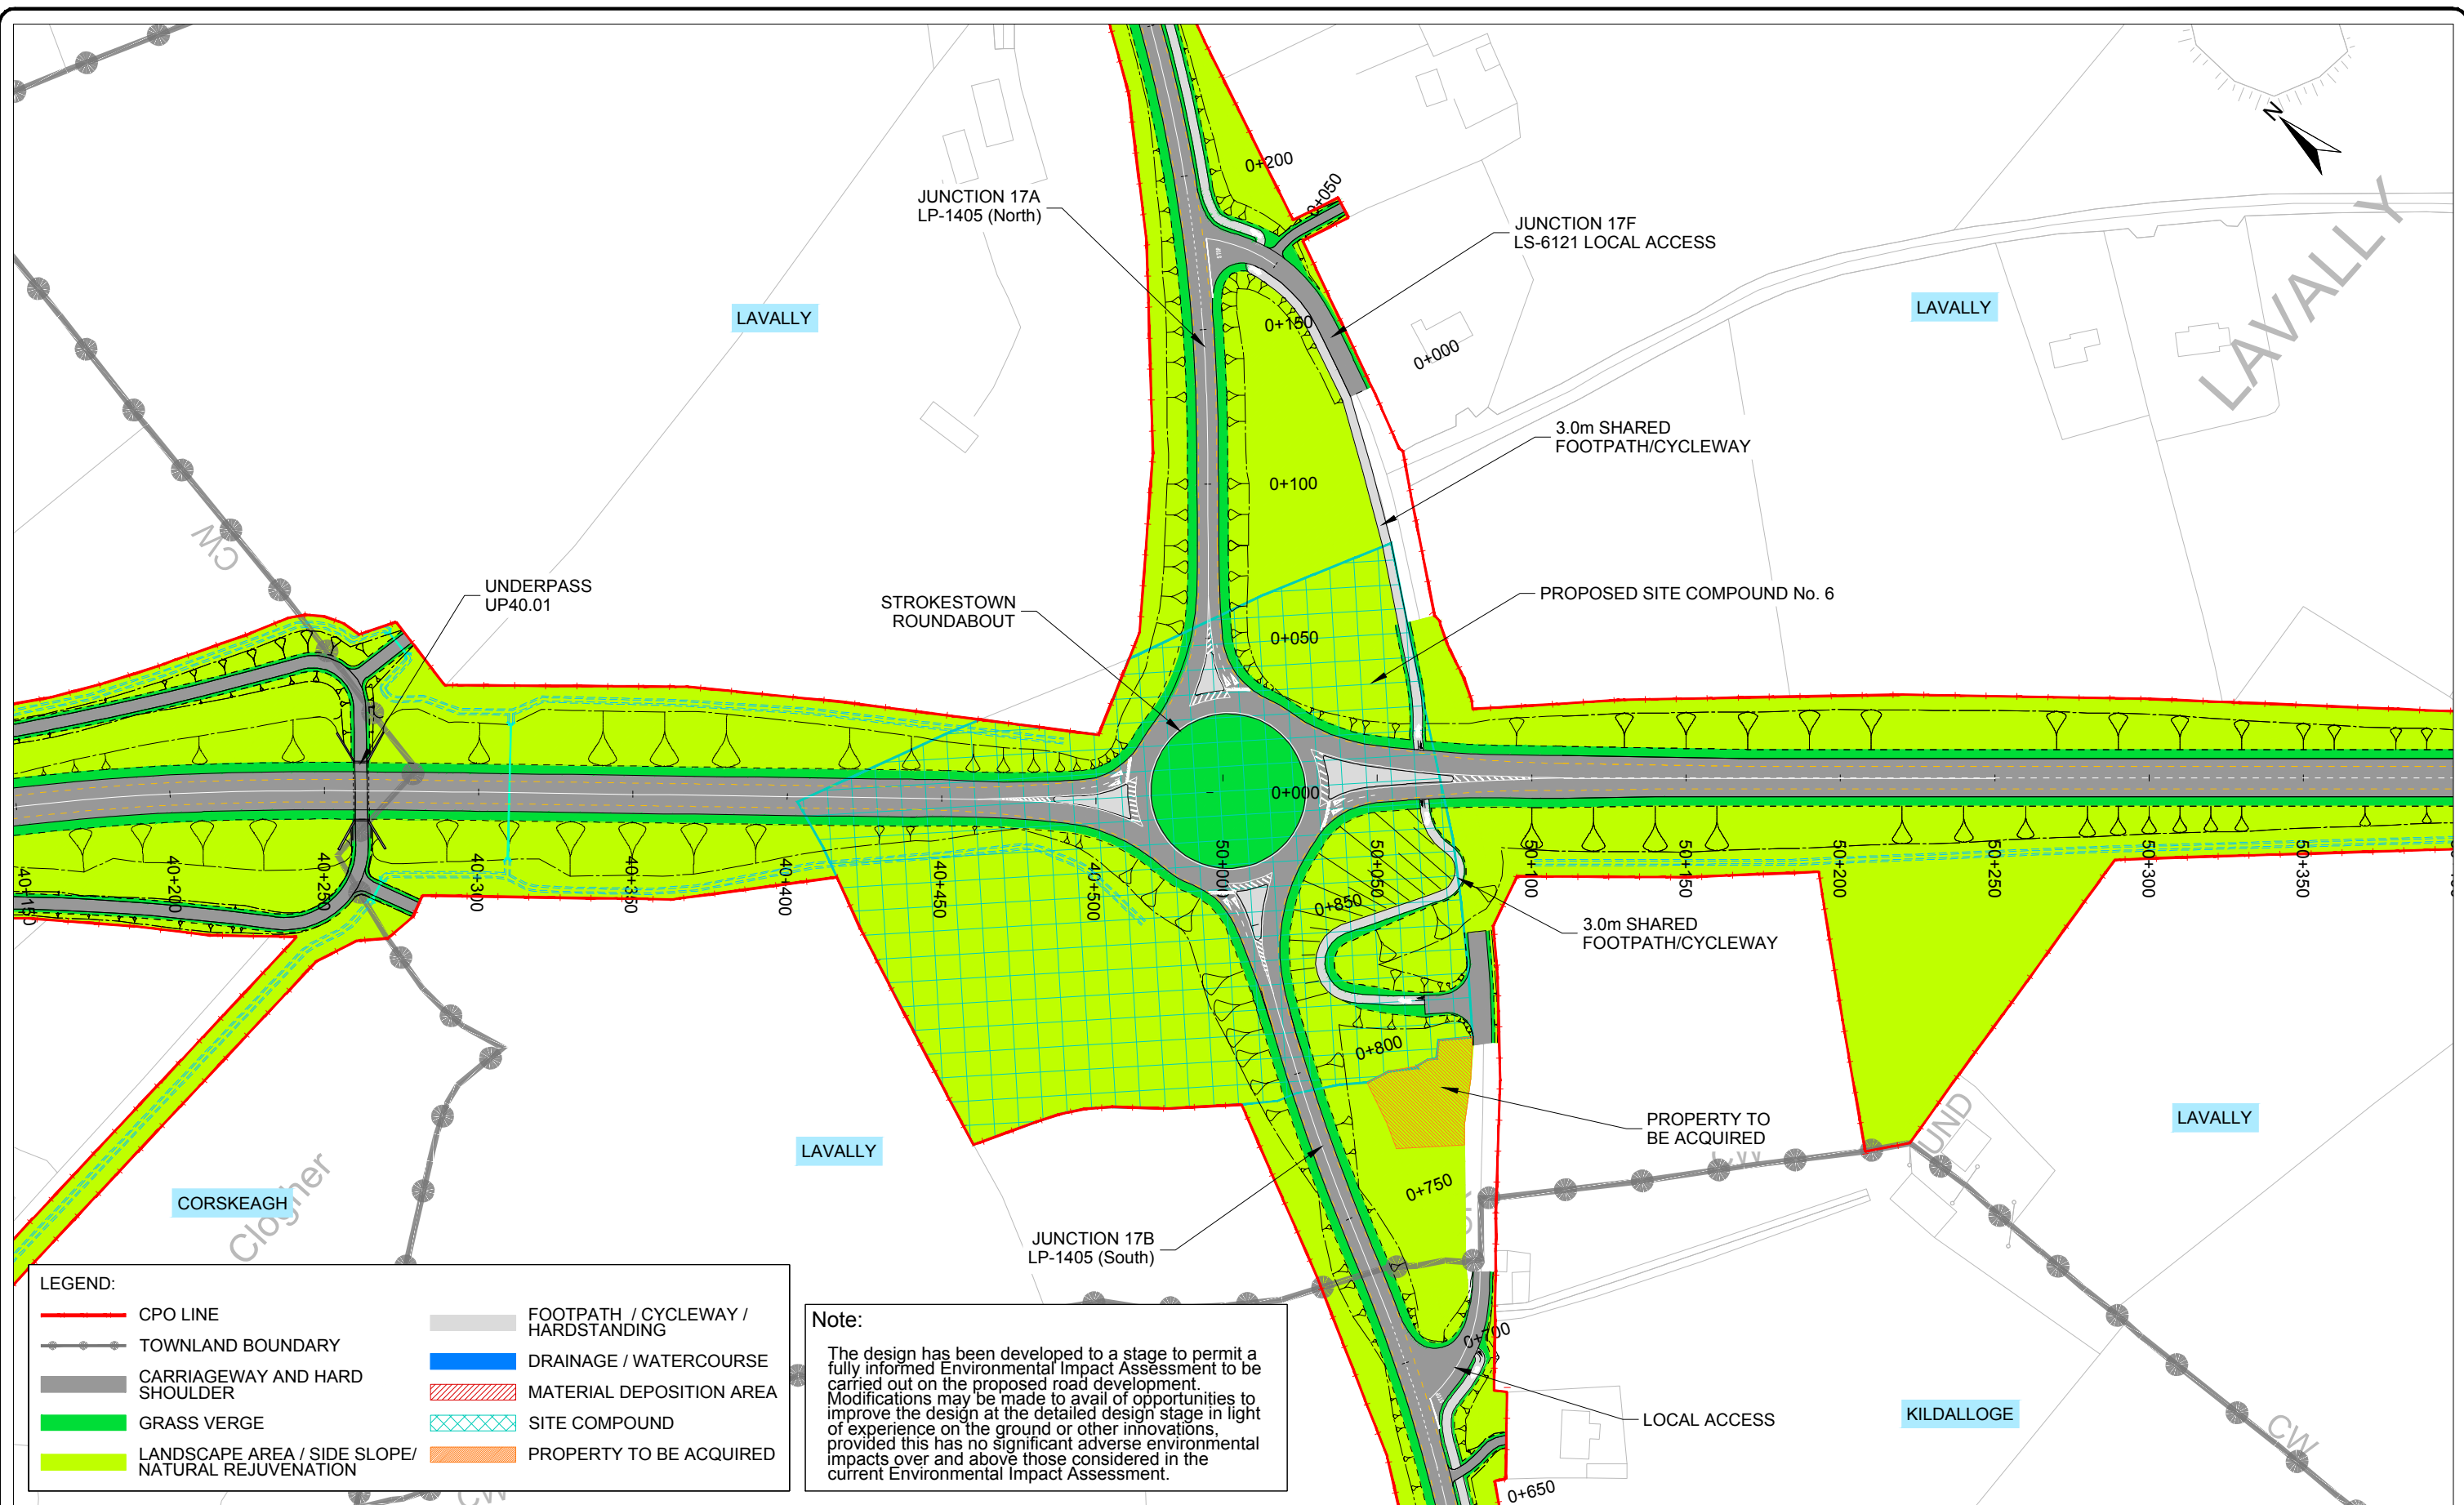 N
LAVALLY
0+200
0+050
JUNCTION 17A
LP-1405 (North)
JUNCTION 17F
LS-6121 LOCAL ACCESS
LAVALLY
LAVALLY
0+150
0+000
3.0m SHARED
FOOTPATH/CYCLEWAY
0+100
CW
UNDERPASS
UP40.01
STROKESTOWN
ROUNDABOUT
PROPOSED SITE COMPOUND No. 6
0+050
0+000
40+150
40+200
40+250
40+300
40+350
40+400
40+450
40+500
50+000
50+050
50+100
50+150
50+200
50+250
50+300
50+350
0+850
3.0m SHARED
FOOTPATH/CYCLEWAY
0+800
PROPERTY TO
BE ACQUIRED
UND
CW
LAVALLY
LAVALLY
0+750
CORSKEAGH
Clogher
JUNCTION 17B
LP-1405 (South)
0+700
LOCAL ACCESS
KILDALLOGE
CW
0+650
CW
LEGEND:
CPO LINE
TOWNLAND BOUNDARY
CARRIAGEWAY AND HARD
SHOULDER
GRASS VERGE
LANDSCAPE AREA / SIDE SLOPE/
NATURAL REJUVENATION
FOOTPATH / CYCLEWAY /
HARDSTANDING
DRAINAGE / WATERCOURSE
MATERIAL DEPOSITION AREA
SITE COMPOUND
PROPERTY TO BE ACQUIRED
Note:
The design has been developed to a stage to permit a
fully informed Environmental Impact Assessment to be
carried out on the proposed road development.
Modifications may be made to avail of opportunities to
improve the design at the detailed design stage in light
of experience on the ground or other innovations,
provided this has no significant adverse environmental
impacts over and above those considered in the
current Environmental Impact Assessment.